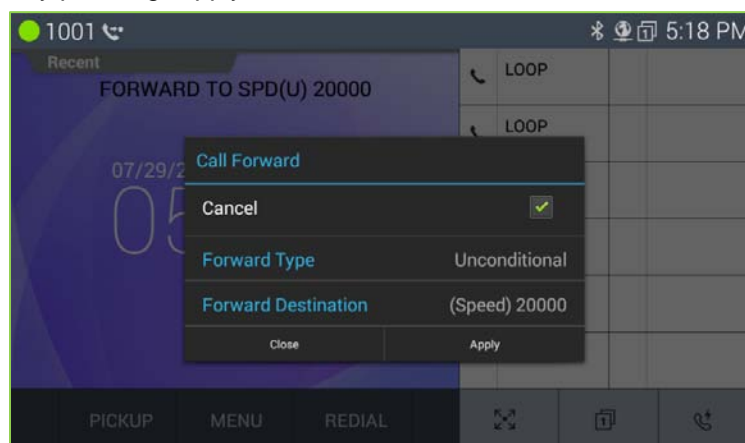 1001
5:18 PM
Recent
FORWARD TO SPD(U) 20000
LOOP
LOOP
07/29/2
05
Call Forward
Cancel
Forward Type Unconditional
Forward Destination (Speed) 20000
Close Apply
PICKUP MENU REDIAL
1